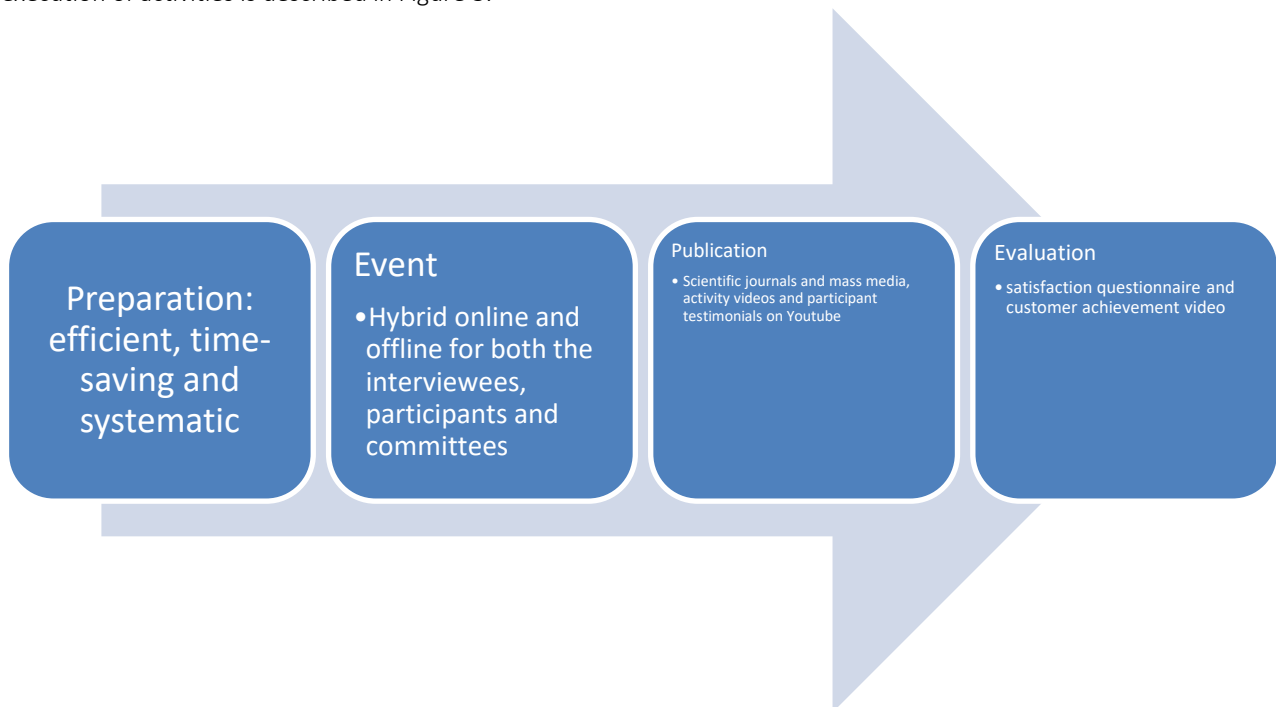 execution of activities is described in Figure 3.
Preparation:
efficient, time-
saving and
systematic
Event
•Hybrid online and
offline for both the
interviewees,
participants and
committees
Publication
• Scientific journals and mass media,
activity videos and participant
testimonials on Youtube
Evaluation
• satisfaction questionnaire and
customer achievement video